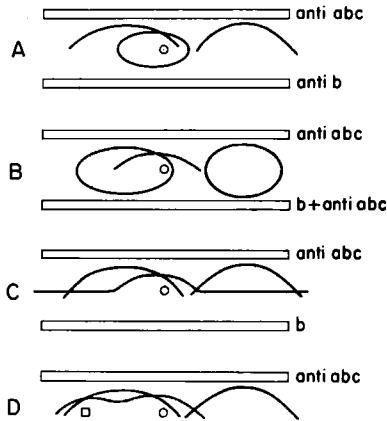 anti abc
A
anti b
anti abc
B
b+anti abc
anti abc
C
b
anti abc
D